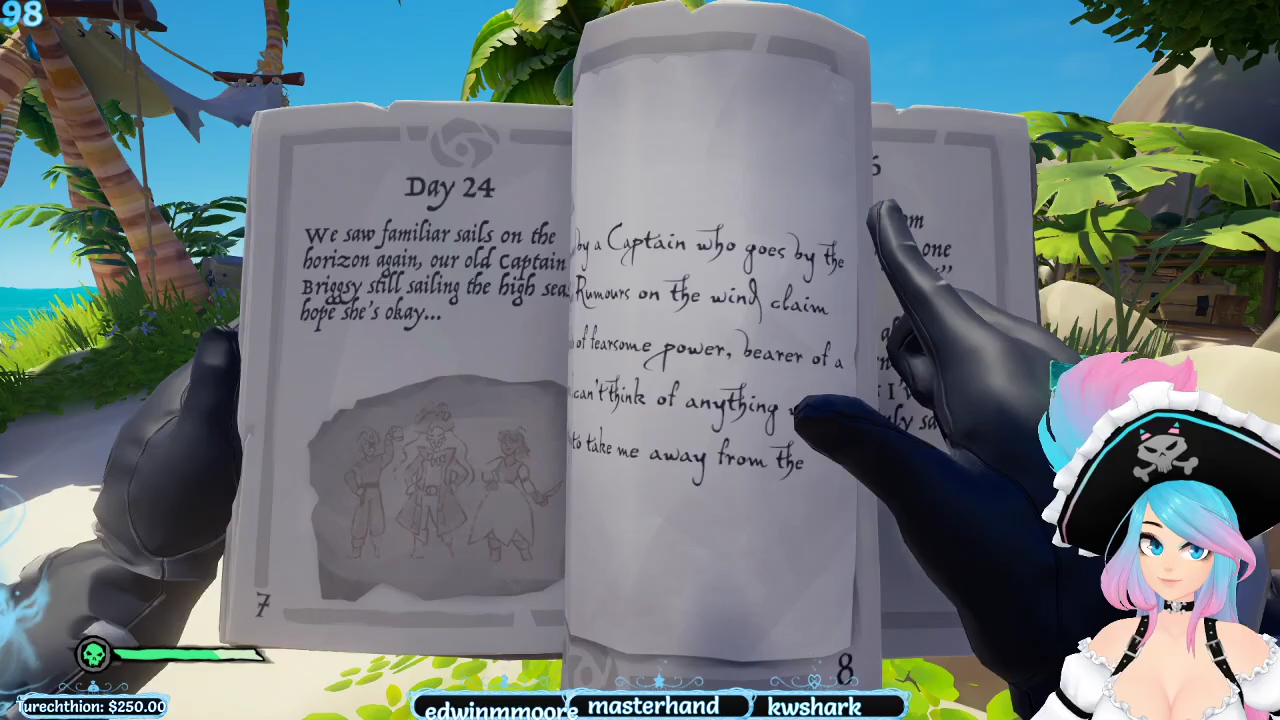 98
Day 24
We saw familiar sails on the
horizon again, our old Captain
Briggsy still sailing the high sea
hope she's okay...
7
by a Captain who goes by the
Rumours on the wind claim
of fearsome power, bearer of a
can't think of anything
to take me away from the
8
one
Turechthion: $250.00
edwinmmoore masterhand kwshark